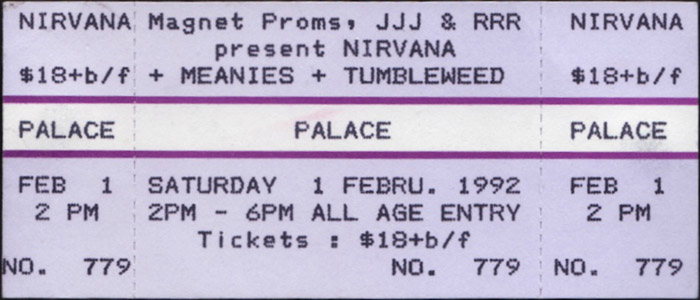 NIRVANA Magnet Proms, JJJ & RRR NIRVANA
present NIRVANA
$18+b/f + MEANIES + TUMBLEWEED $18+b/f
PALACE PALACE PALACE
FEB 1 SATURDAY 1 FEBRU. 1992 FEB 1
2 PM 2PM - 6PM ALL AGE ENTRY 2 PM
Tickets : $18+b/f
NO. 779 NO. 779 NO. 779